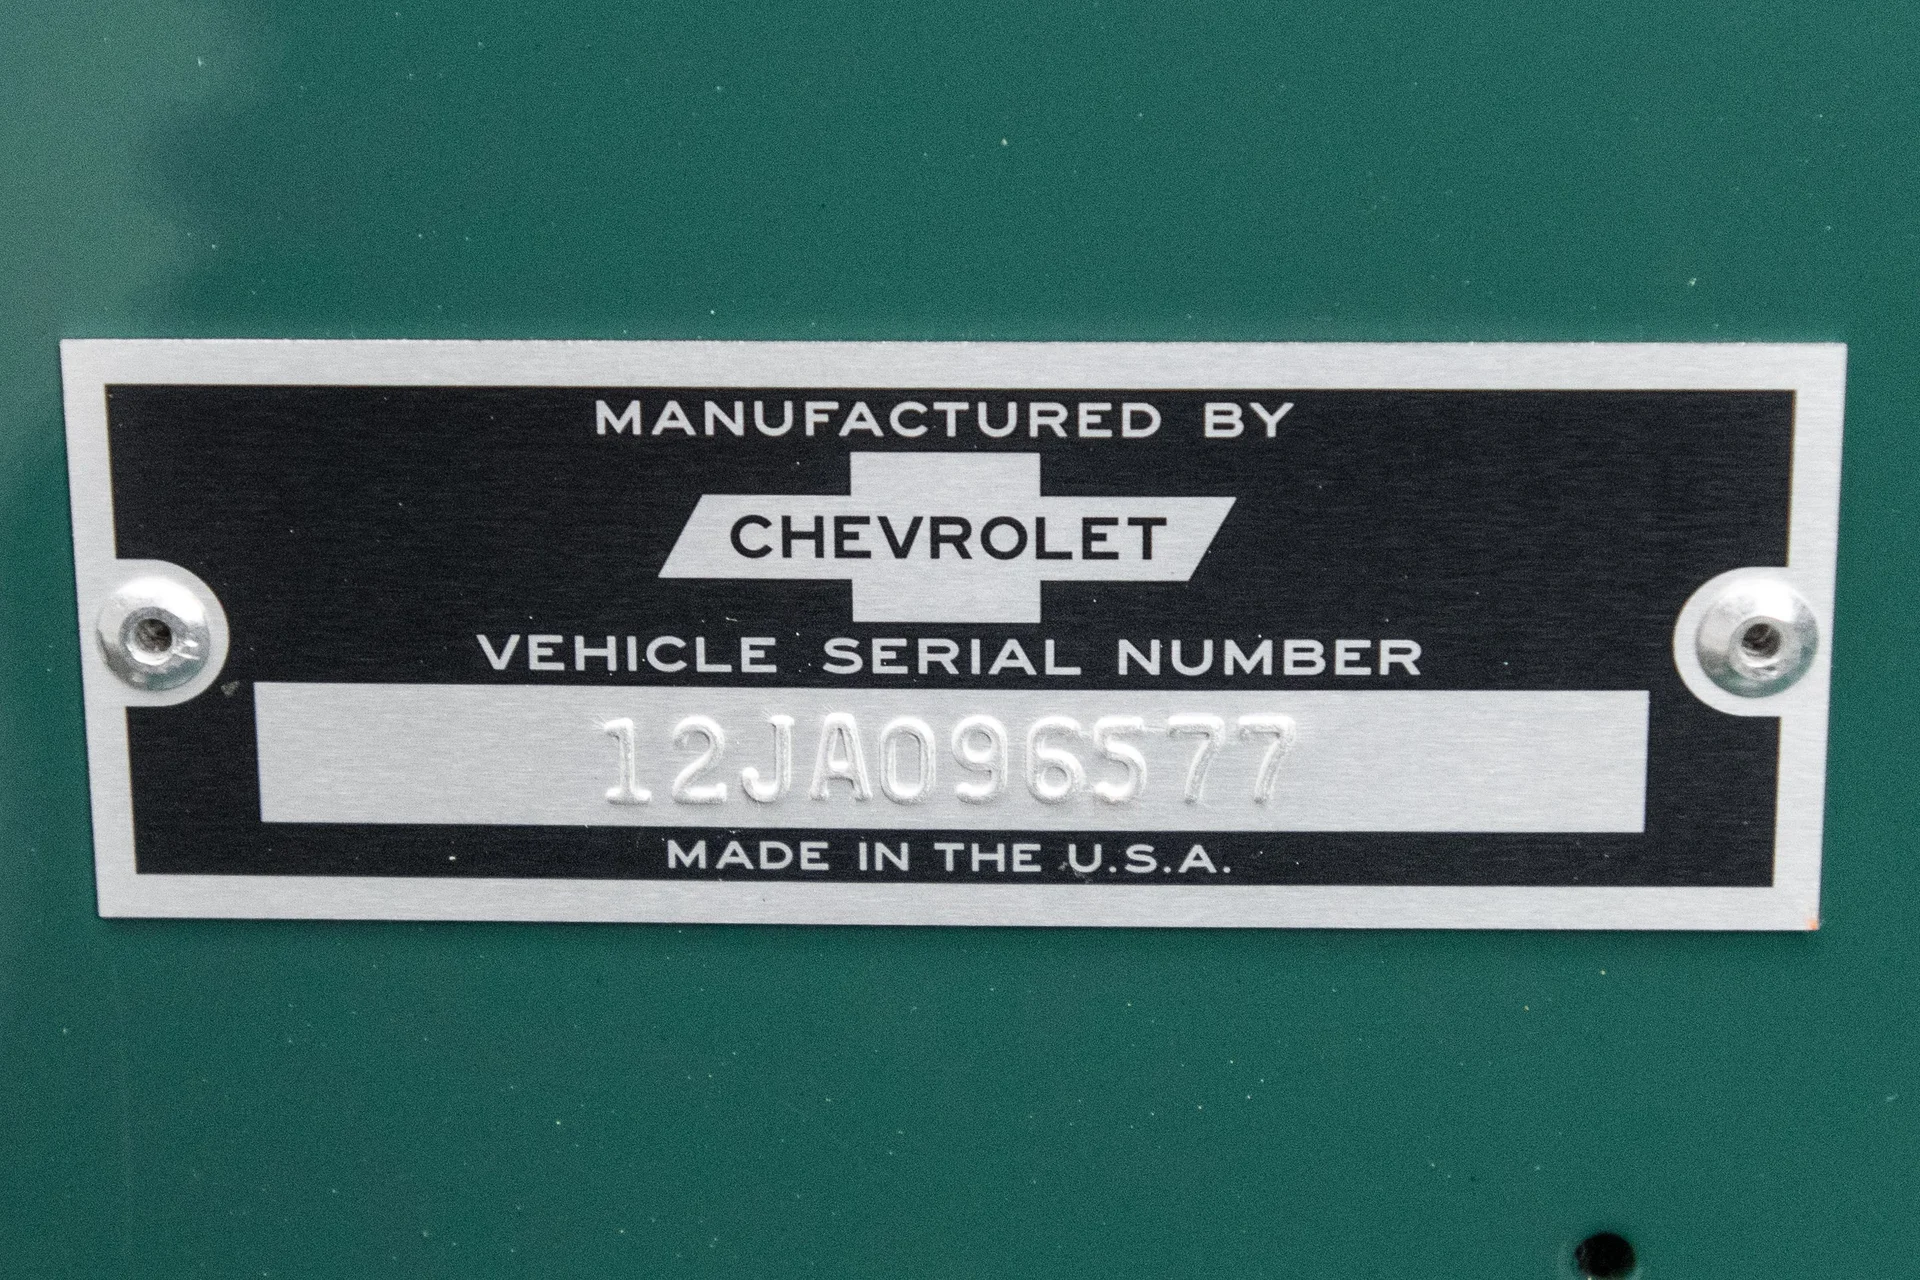 MANUFACTURED BY
CHEVROLET
VEHICLE SERIAL NUMBER
12JA096577
MADE IN THE U.S.A.